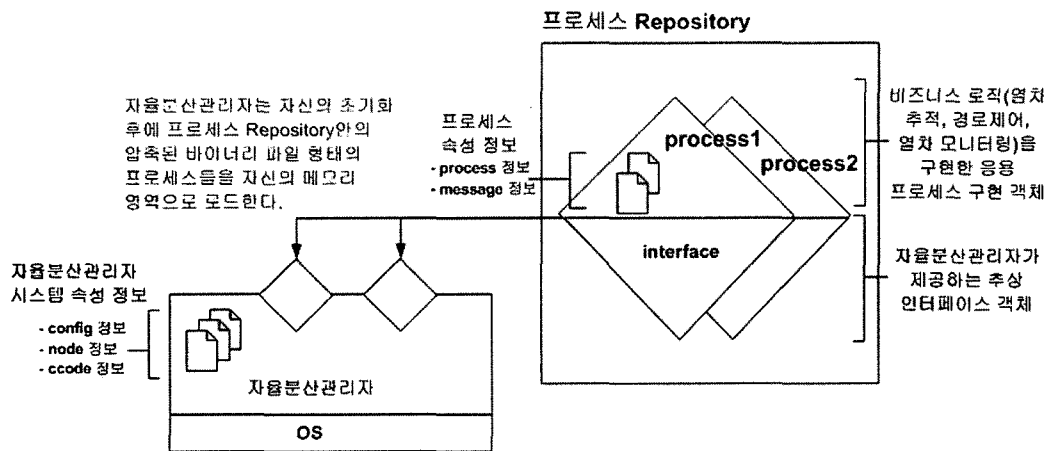 프로세스 Repository
자율분산관리자는 자신의 초기화
후에 프로세스 Repository안의
압축된 바이너리 파일 형태의
프로세스들을 자신의 메모리
영역으로 로드한다.
프로세스
속성 정보
- process 정보
- message 정보
process1
process2
interface
비즈니스 로직(열차
추적, 경로제어,
열차 모니터링)을
구현한 응용
프로세스 구현 객체
자율분산관리자가
제공하는 추상
인터페이스 객체
자율분산관리자
시스템 속성 정보
- config 정보
- node 정보
- ccode 정보
자율분산관리자
OS